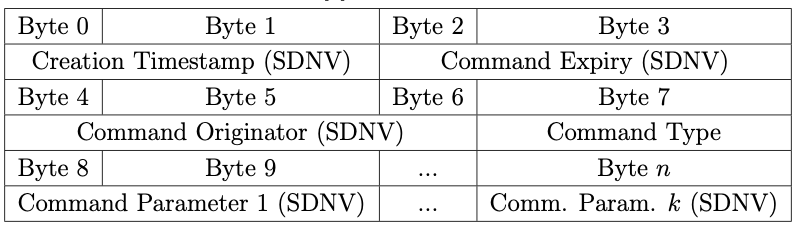 Byte 0 Byte 1 Byte 2 Byte 3
Creation Timestamp (SDNV) Command Expiry (SDNV)
Byte 4 Byte 5 Byte 6 Byte 7
Command Originator (SDNV) Command Type
Byte 8 Byte 9 ... Byte n
Command Parameter 1 (SDNV) ... Comm. Param. k (SDNV)